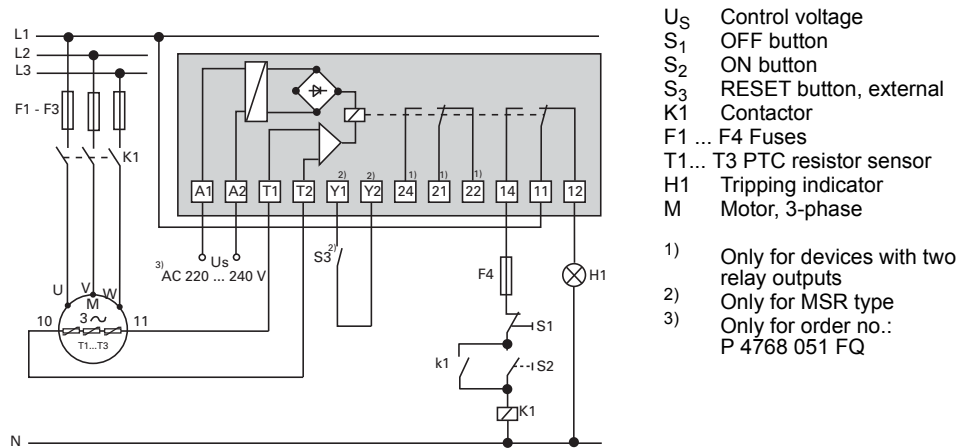 L1
L2
L3
F1 - F3
K1
A1 A2 T1 T2 Y1 Y2 24 21 22 14 11 12
2) 2) 1) 1) 1)
Us
3) AC 220 ... 240 V
S3 2)
F4
H1
U V W
M
3 ~
10 11
T1...T3
S1
k1
S2
K1
N
US Control voltage
S1 OFF button
S2 ON button
S3 RESET button, external
K1 Contactor
F1 ... F4 Fuses
T1... T3 PTC resistor sensor
H1 Tripping indicator
M Motor, 3-phase
1) Only for devices with two
relay outputs
2) Only for MSR type
3) Only for order no.:
P 4768 051 FQ